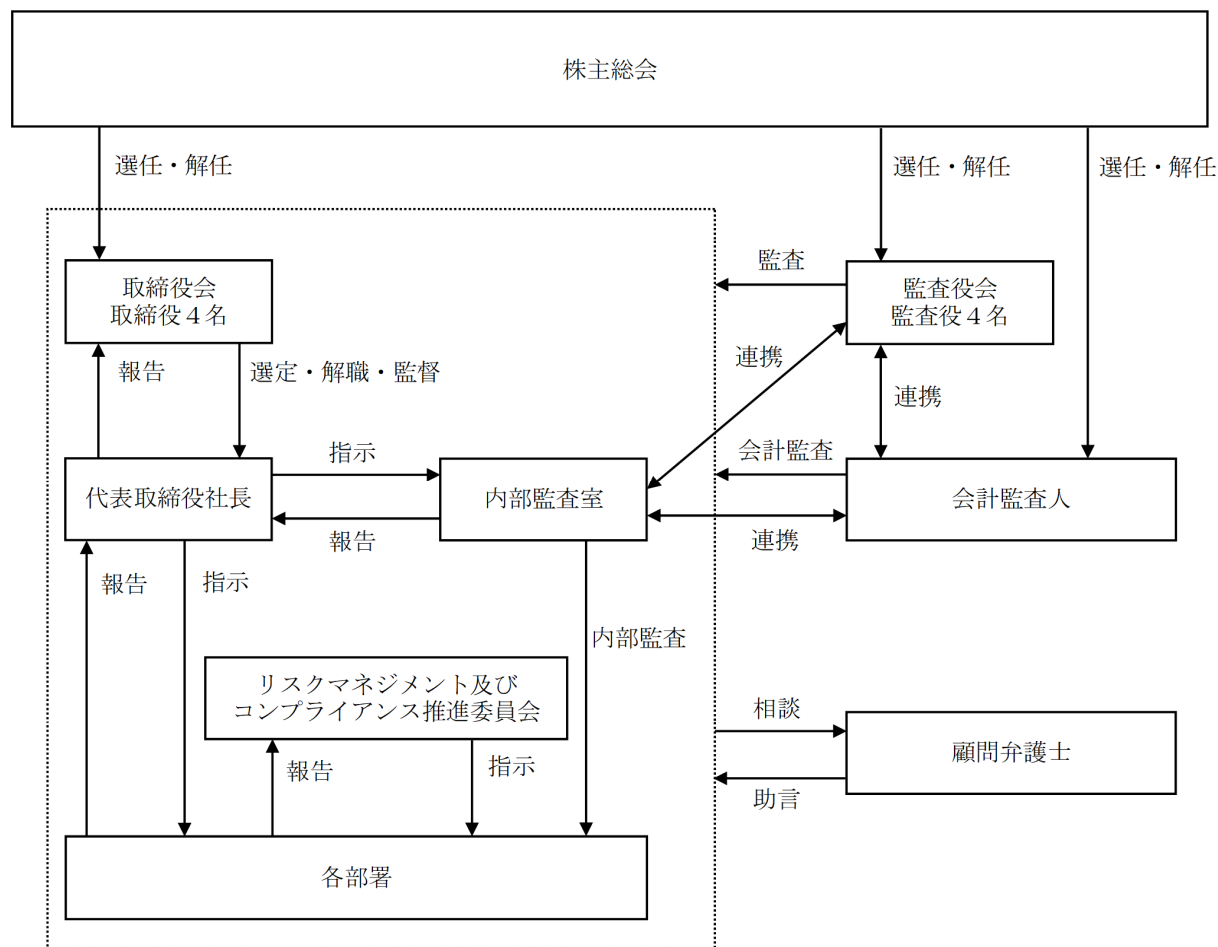 株主総会
選任・解任
選任・解任
選任・解任
取締役会
取締役４名
監査
監査役会
監査役４名
報告
選定・解職・監督
連携
連携
代表取締役社長
指示
報告
内部監査室
会計監査
連携
会計監査人
報告
指示
内部監査
リスクマネジメント及び
コンプライアンス推進委員会
報告
指示
相談
助言
顧問弁護士
各部署